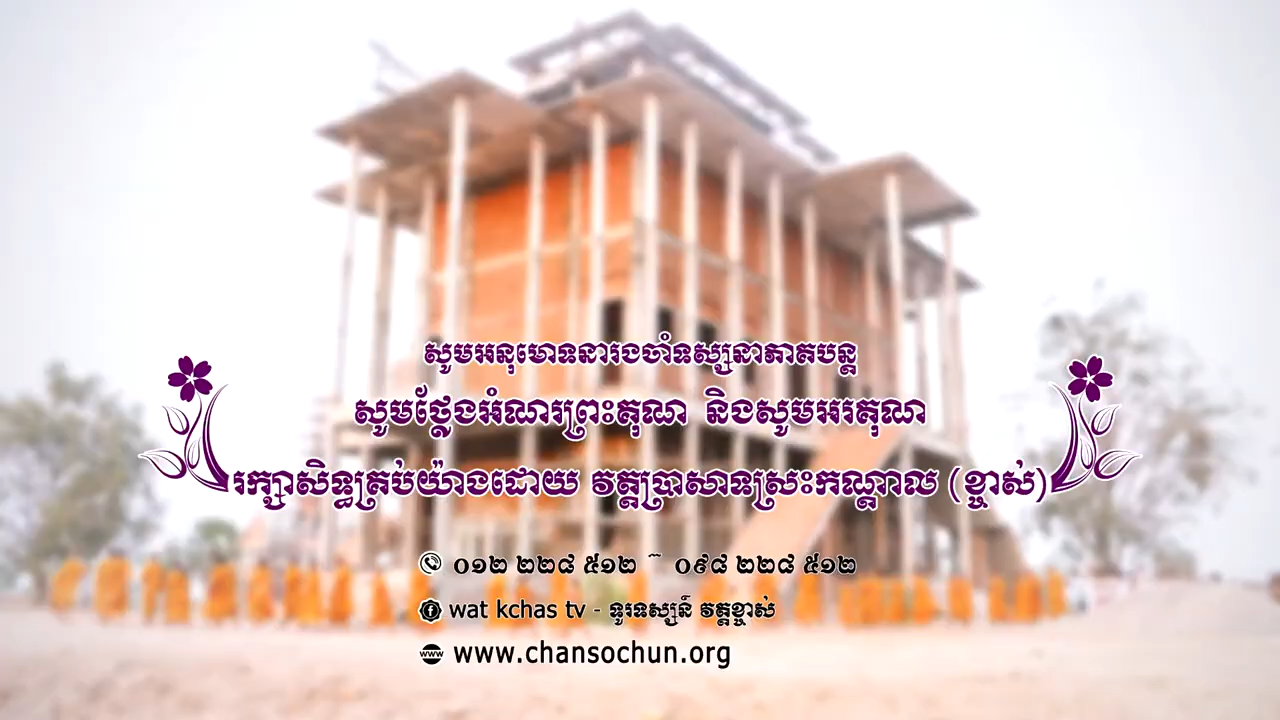 សូមអនុមោទនារងចាំទស្សនាភាគបន្ត
សូមថ្លែងអំណរព្រះគុណ និងសូមអរគុណ
រក្សាសិទ្ធគ្រប់យ៉ាងដោយ វត្តប្រាសាទស្រះកណ្ដាល (ខ្ចាស់)
០១២ ២២៨ ៥១២ ~ ០៩៨ ២២៨ ៥១២
wat kchas tv - ទូរទស្សន៍ វត្តខ្ចាស់
www.chansochun.org